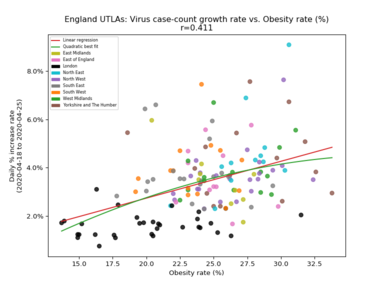 England UTLAs: Virus case-count growth rate vs. Obesity rate (%)
r=0.411
Linear regression
Quadratic best fit
East Midlands
East of England
London
North East
North West
South East
South West
West Midlands
Yorkshire and The Humber
Daily % increase rate
(2020-04-18 to 2020-04-25)
8.0%
6.0%
4.0%
2.0%
15.0
17.5
20.0
22.5
25.0
27.5
30.0
32.5
Obesity rate (%)